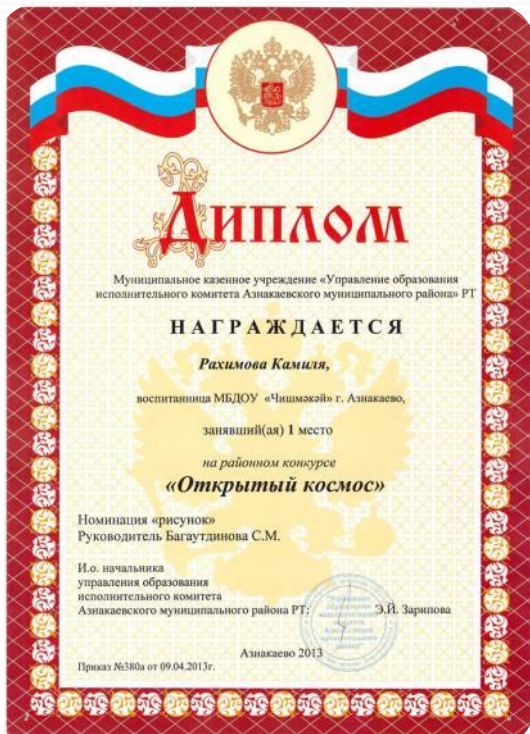 Диплом
Муниципальное казенное учреждение «Управление образования
исполнительного комитета Азнакаевского муниципального района» РТ
НАГРАЖДАЕТСЯ
Рахимова Камиля,
воспитанница МБДОУ «Чишмәкәй» г. Азнакаево,
занявший(ая) 1 место
на районном конкурсе
«Открытый космос»
Номинация «рисунок»
Руководитель Багаутдинова С.М.
И.о. начальника
управления образования
исполнительного комитета
Азнакаевского муниципального района РТ: Э.Й. Зарипова
Азнакаево 2013
Приказ №380а от 09.04.2013г.